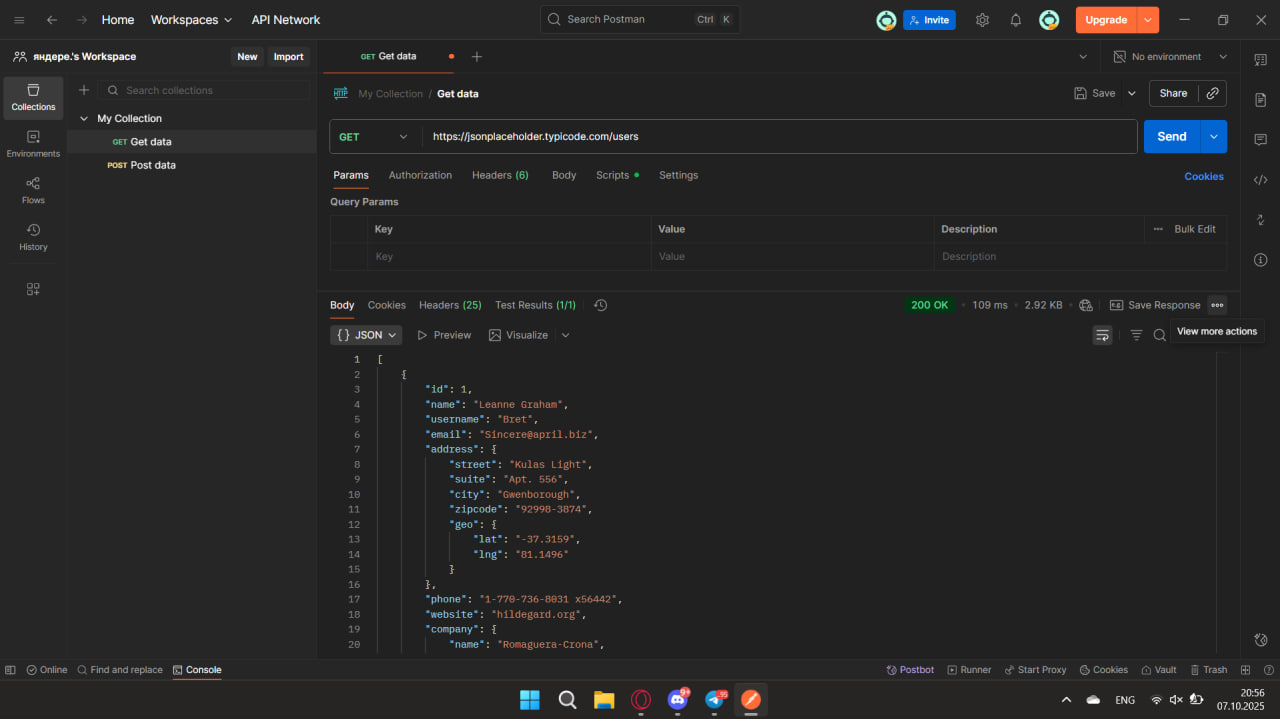 Home Workspaces API Network Search Postman Ctrl K Invite Upgrade
яндере.'s Workspace New Import GET Get data No environment
Collections Search collections HTTP My Collection / Get data Save Share
My Collection
GET Get data GET https://jsonplaceholder.typicode.com/users Send
Environments POST Post data
Params Authorization Headers (6) Body Scripts Settings Cookies
Flows Query Params
History Key Value Description Bulk Edit
Key Value Description
Body Cookies Headers (25) Test Results (1/1) 200 OK 109 ms 2.92 KB Save Response
{ } JSON Preview Visualize View more actions
1 [
2 {
3 "id": 1,
4 "name": "Leanne Graham",
5 "username": "Bret",
6 "email": "Sincere@april.biz",
7 "address": {
8 "street": "Kulas Light",
9 "suite": "Apt. 556",
10 "city": "Gwenborough",
11 "zipcode": "92998-3874",
12 "geo": {
13 "lat": "-37.3159",
14 "lng": "81.1496"
15 }
16 },
17 "phone": "1-770-736-8031 x56442",
18 "website": "hildegard.org",
19 "company": {
20 "name": "Romaguera-Crona",
Online Find and replace Console Postbot Runner Start Proxy Cookies Vault Trash
9+ 95 ENG 20:56
07.10.2025